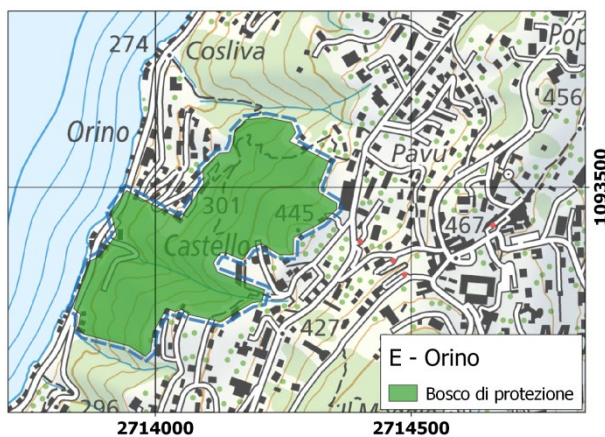 274
Cosliva
Pop
456
Orino
Pavu
1093500
301
445
467
Castello
427
E - Orino
Bosco di protezione
296
2714000
2714500